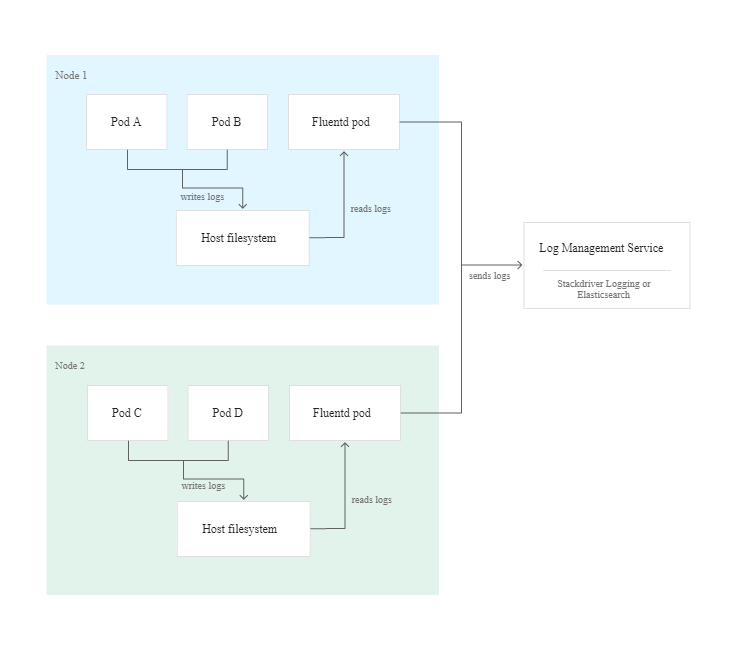 Node 1
Pod A
Pod B
Fluentd pod
writes logs
reads logs
Host filesystem
Log Management Service
sends logs
Stackdriver Logging or
Elasticsearch
Node 2
Pod C
Pod D
Fluentd pod
writes logs
reads logs
Host filesystem